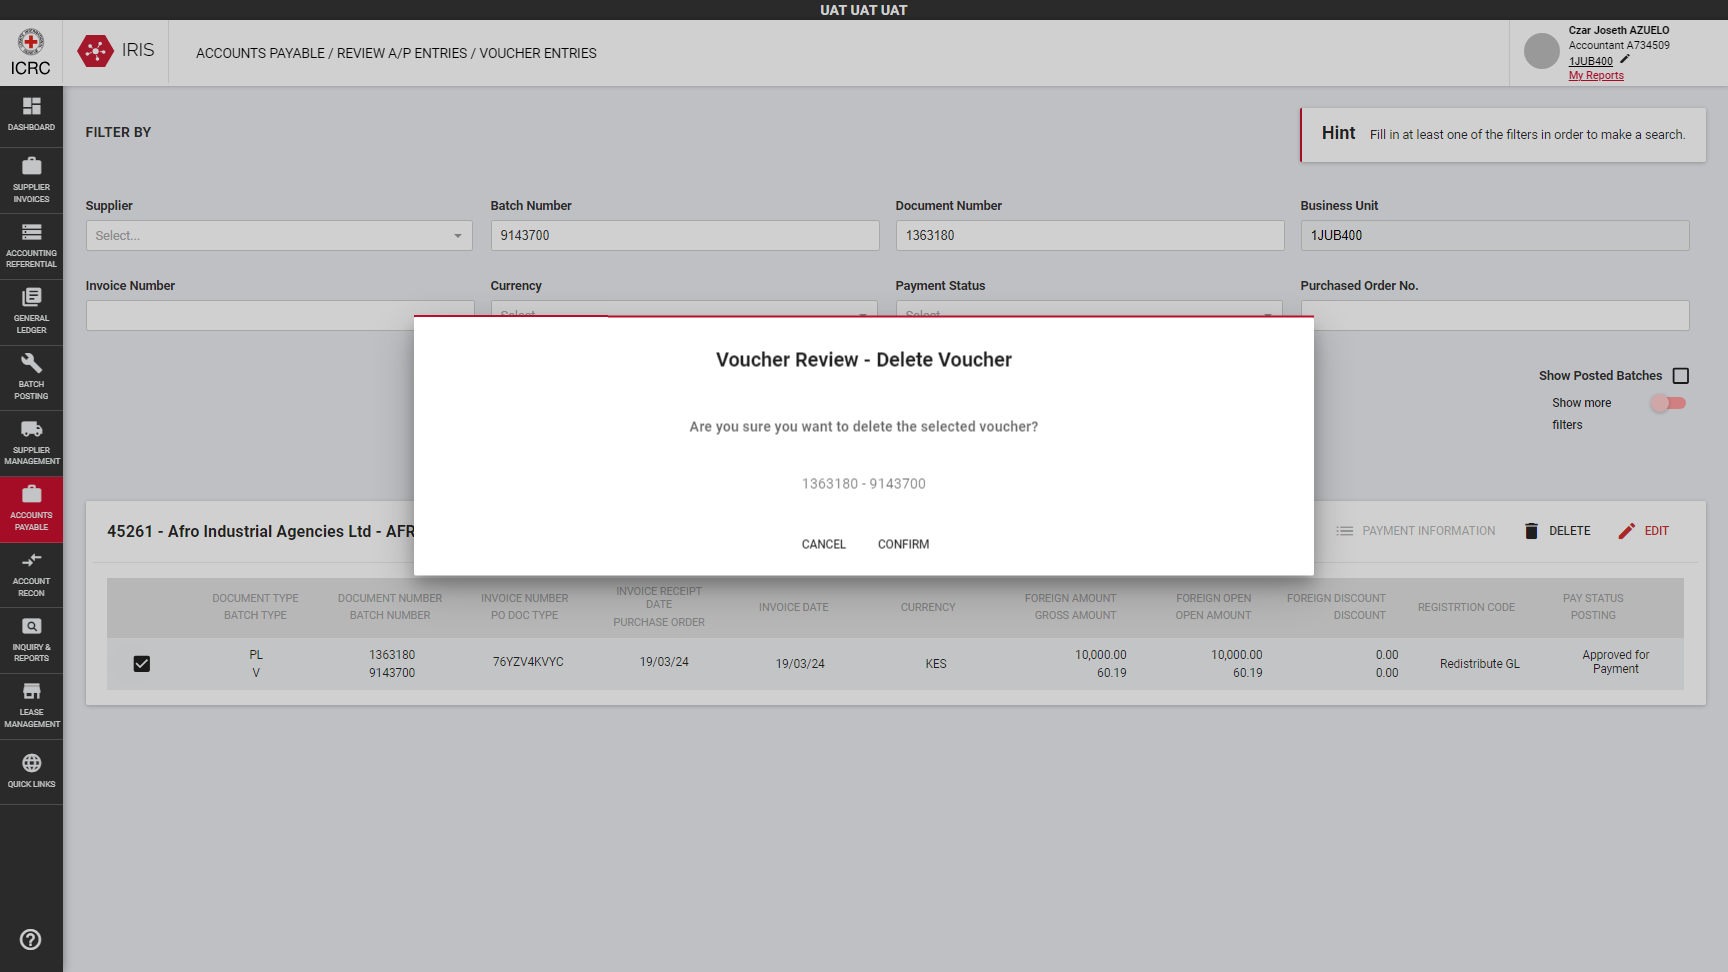 UAT UAT UAT
ICRC
IRIS
ACCOUNTS PAYABLE / REVIEW A/P ENTRIES / VOUCHER ENTRIES
Czar Joseth AZUELO
Accountant A734509
1JUB400
My Reports
DASHBOARD
SUPPLIER
INVOICES
ACCOUNTING
REFERENTIAL
GENERAL
LEDGER
BATCH
POSTING
SUPPLIER
MANAGEMENT
ACCOUNTS
PAYABLE
ACCOUNT
RECON
INQUIRY &
REPORTS
LEASE
MANAGEMENT
QUICK LINKS
FILTER BY
Hint Fill in at least one of the filters in order to make a search.
Supplier Batch Number Document Number Business Unit
Select... 9143700 1363180 1JUB400
Invoice Number Currency Payment Status Purchased Order No.
Select... Select...
Show Posted Batches
Show more
filters
Voucher Review - Delete Voucher
Are you sure you want to delete the selected voucher?
1363180 - 9143700
CANCEL CONFIRM
45261 - Afro Industrial Agencies Ltd - AFR
PAYMENT INFORMATION DELETE EDIT
DOCUMENT TYPE
BATCH TYPE
DOCUMENT NUMBER
BATCH NUMBER
INVOICE NUMBER
PO DOC TYPE
INVOICE RECEIPT
DATE
PURCHASE ORDER
INVOICE DATE
CURRENCY
FOREIGN AMOUNT
GROSS AMOUNT
FOREIGN OPEN
OPEN AMOUNT
FOREIGN DISCOUNT
DISCOUNT
REGISTRTION CODE
PAY STATUS
POSTING
PL
V
1363180
9143700
76YZV4KVYC
19/03/24
19/03/24
KES
10,000.00
60.19
10,000.00
60.19
0.00
0.00
Redistribute GL
Approved for
Payment